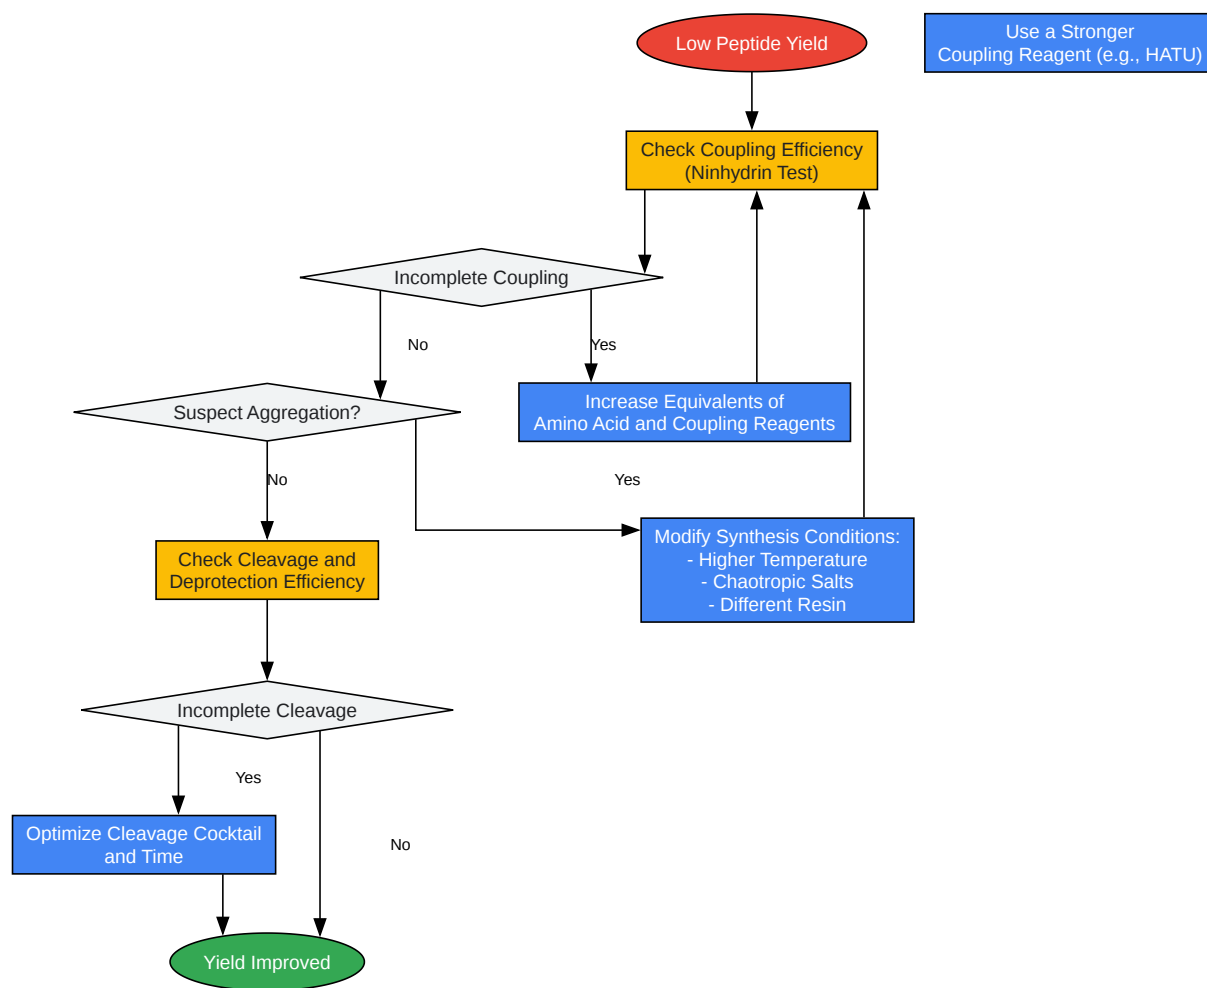 Low Peptide Yield
Use a Stronger
Coupling Reagent (e.g., HATU)
Check Coupling Efficiency
(Ninhydrin Test)
Incomplete Coupling
No
Yes
Suspect Aggregation?
Increase Equivalents of
Amino Acid and Coupling Reagents
No
Yes
Check Cleavage and
Deprotection Efficiency
Modify Synthesis Conditions:
- Higher Temperature
- Chaotropic Salts
- Different Resin
Incomplete Cleavage
Yes
Optimize Cleavage Cocktail
and Time
No
Yield Improved